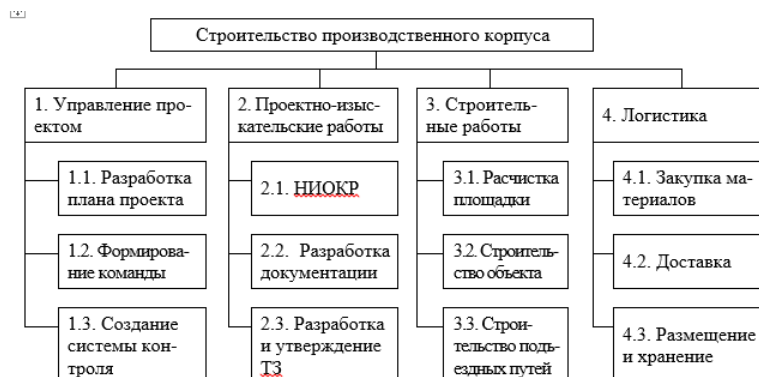 Строительство производственного корпуса
1. Управление про-
ектом
1.1. Разработка
плана проекта
1.2. Формирова-
ние команды
1.3. Создание
системы кон-
троля
2. Проектно-изыс-
кательские работы
2.1. НИОКР
2.2. Разработка
документации
2.3. Разработка
и утверждение
ТЗ
3. Строитель-
ные работы
3.1. Расчистка
площадки
3.2. Строитель-
ство объекта
3.3. Строи-
тельство подъ-
ездных путей
4. Логистика
4.1. Закупка ма-
териалов
4.2. Доставка
4.3. Размещение
и хранение